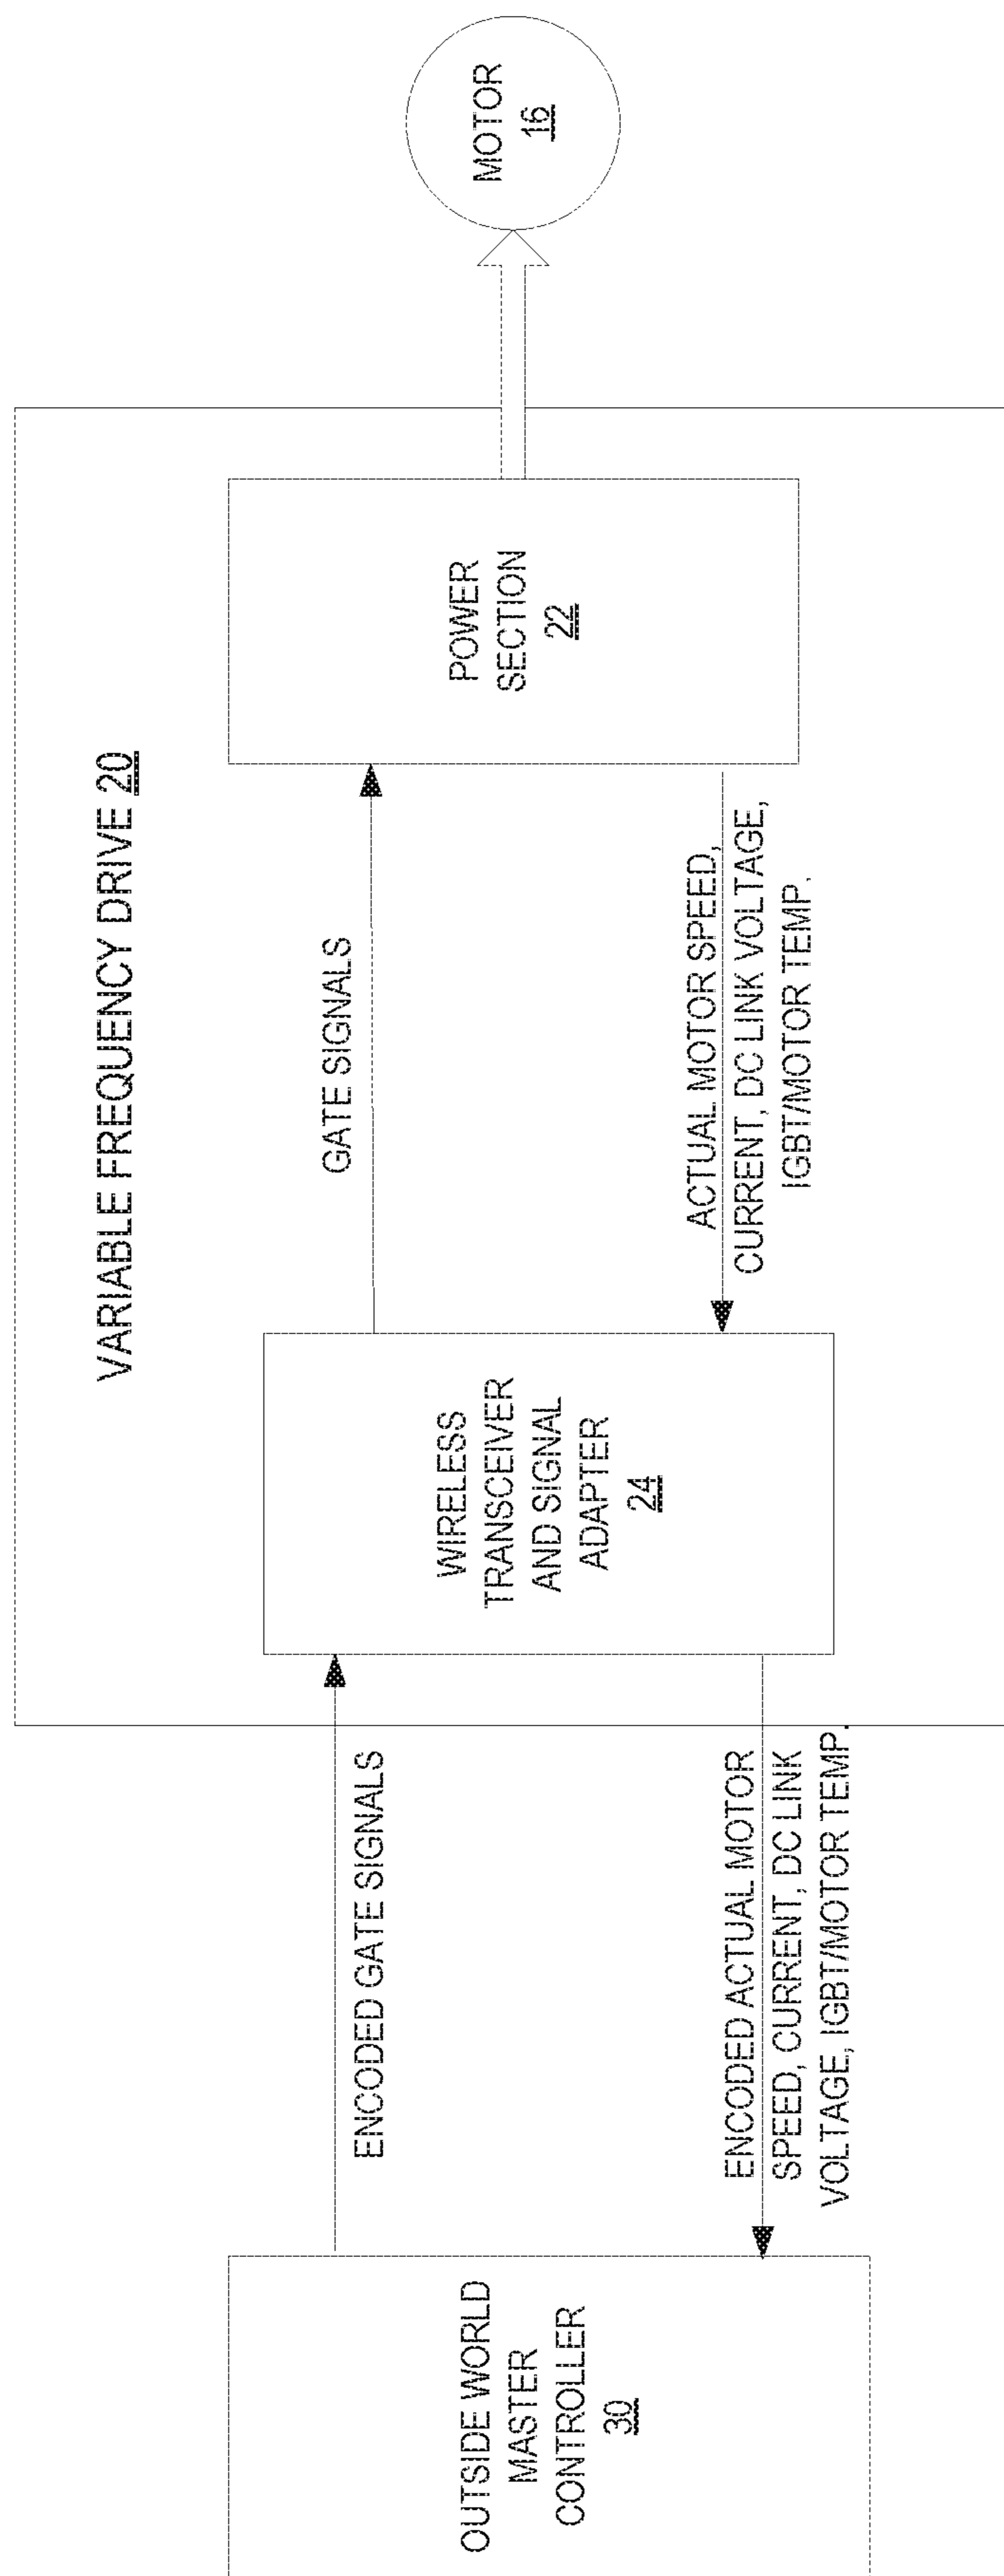 VARIABLE FREQUENCY DRIVE 20
OUTSIDE WORLD
MASTER
CONTROLLER
30
ENCODED GATE SIGNALS
ENCODED ACTUAL MOTOR
SPEED, CURRENT, DC LINK
VOLTAGE, IGBT/MOTOR TEMP.
WIRELESS
TRANSCEIVER
AND SIGNAL
ADAPTER
24
GATE SIGNALS
ACTUAL MOTOR SPEED,
CURRENT, DC LINK VOLTAGE,
IGBT/MOTOR TEMP.
POWER
SECTION
22
MOTOR
16